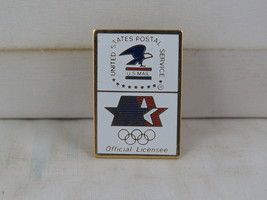 UNITED STATES POSTAL SERVICE
U.S.MAIL
Official Licensee